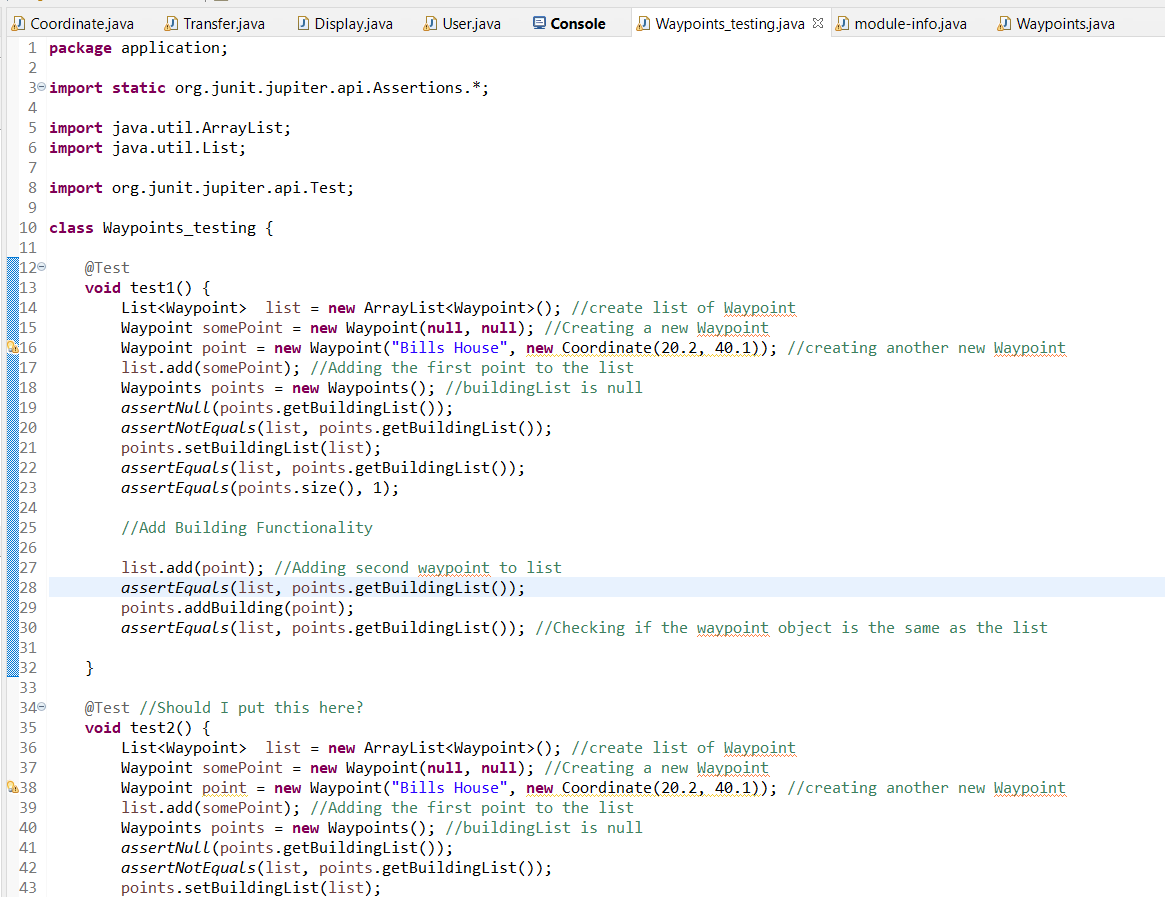 Coordinate.java Transfer.java Display.java User.java Console Waypoints_testing.java module-info.java Waypoints.java
1 package application;
2
3 import static org.junit.jupiter.api.Assertions.*;
4
5 import java.util.ArrayList;
6 import java.util.List;
7
8 import org.junit.jupiter.api.Test;
9
10 class Waypoints_testing {
11
12 @Test
13 void test1() {
14 List<Waypoint>  list = new ArrayList<Waypoint>(); //create list of Waypoint
15 Waypoint somePoint = new Waypoint(null, null); //Creating a new Waypoint
16 Waypoint point = new Waypoint("Bills House", new Coordinate(20.2, 40.1)); //creating another new Waypoint
17 list.add(somePoint); //Adding the first point to the list
18 Waypoints points = new Waypoints(); //buildingList is null
19 assertNull(points.getBuildingList());
20 assertNotEquals(list, points.getBuildingList());
21 points.setBuildingList(list);
22 assertEquals(list, points.getBuildingList());
23 assertEquals(points.size(), 1);
24
25 //Add Building Functionality
26
27 list.add(point); //Adding second waypoint to list
28 assertEquals(list, points.getBuildingList());
29 points.addBuilding(point);
30 assertEquals(list, points.getBuildingList()); //Checking if the waypoint object is the same as the list
31
32 }
33
34 @Test //Should I put this here?
35 void test2() {
36 List<Waypoint>  list = new ArrayList<Waypoint>(); //create list of Waypoint
37 Waypoint somePoint = new Waypoint(null, null); //Creating a new Waypoint
38 Waypoint point = new Waypoint("Bills House", new Coordinate(20.2, 40.1)); //creating another new Waypoint
39 list.add(somePoint); //Adding the first point to the list
40 Waypoints points = new Waypoints(); //buildingList is null
41 assertNull(points.getBuildingList());
42 assertNotEquals(list, points.getBuildingList());
43 points.setBuildingList(list);